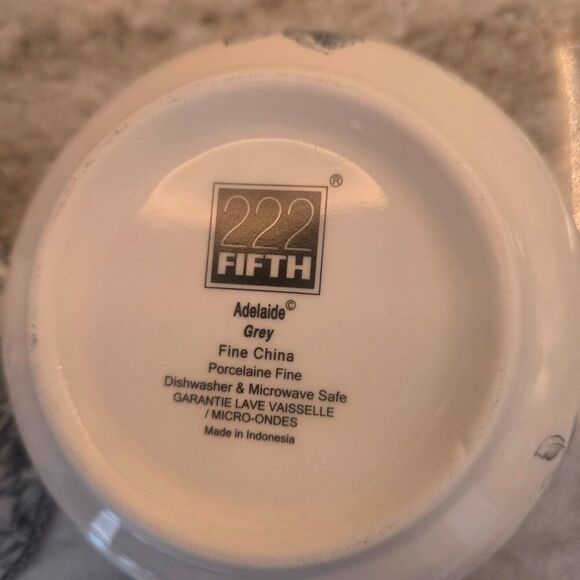 ®
222
FIFTH
Adelaide©
Grey
Fine China
Porcelaine Fine
Dishwasher & Microwave Safe
GARANTIE LAVE VAISSELLE
/ MICRO-ONDES
Made in Indonesia